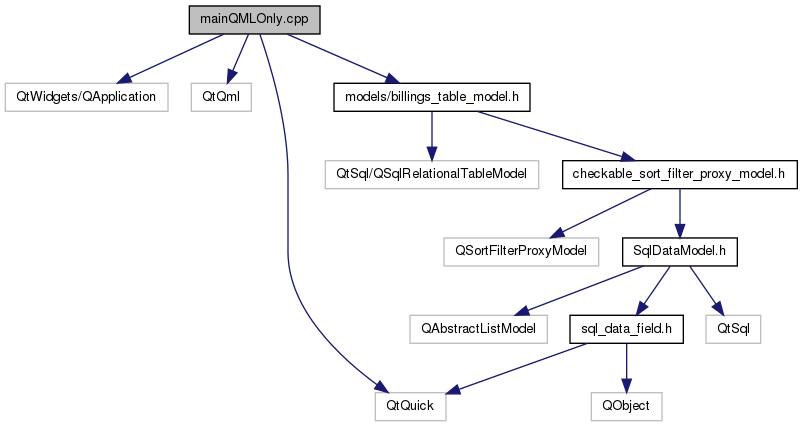 mainQMLOnly.cpp
QtWidgets/QApplication
QtQml
models/billings_table_model.h
QtSql/QSqlRelationalTableModel
checkable_sort_filter_proxy_model.h
QSortFilterProxyModel
SqlDataModel.h
QAbstractListModel
sql_data_field.h
QtSql
QtQuick
QObject